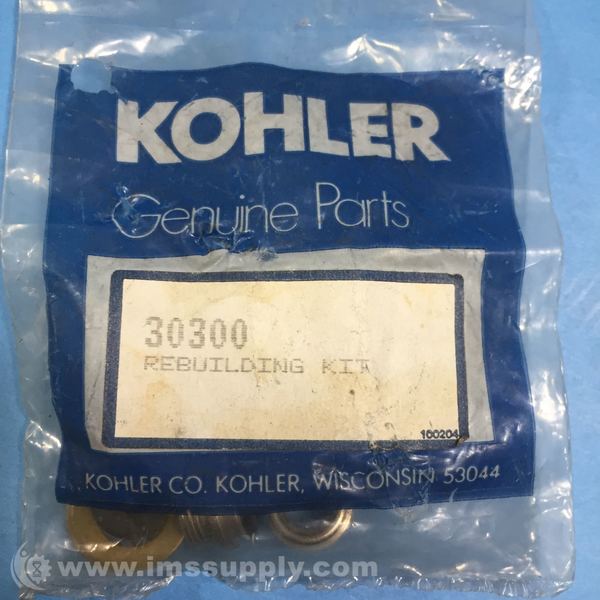 KOHLER
Genuine Parts
30300
REBUILDING KIT
100204
KOHLER CO. KOHLER, WISCONSIN 53044
www.imssupply.com